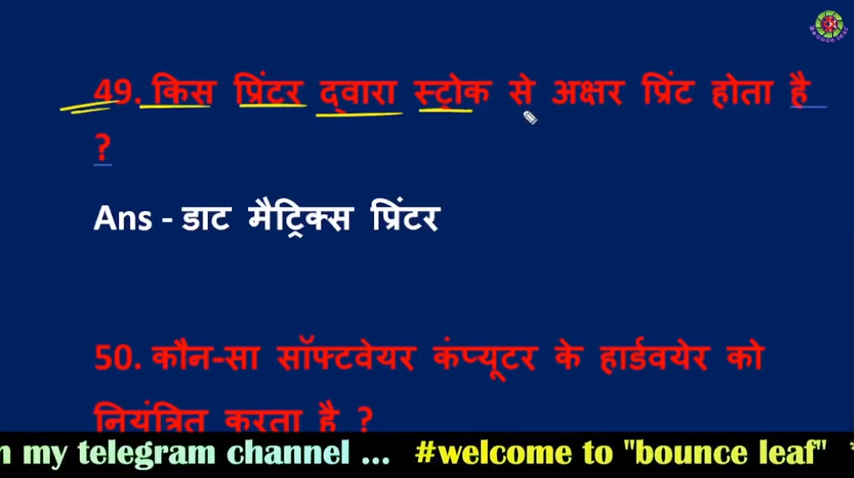 49. किस प्रिंटर द्वारा स्ट्रोक से अक्षर प्रिंट होता है
?
Ans - डाट मैट्रिक्स प्रिंटर
50. कौन-सा सॉफ्टवेयर कंप्यूटर के हार्डवयेर को
नियंत्रित करता है ?
my telegram channel ... #welcome to "bounce leaf"